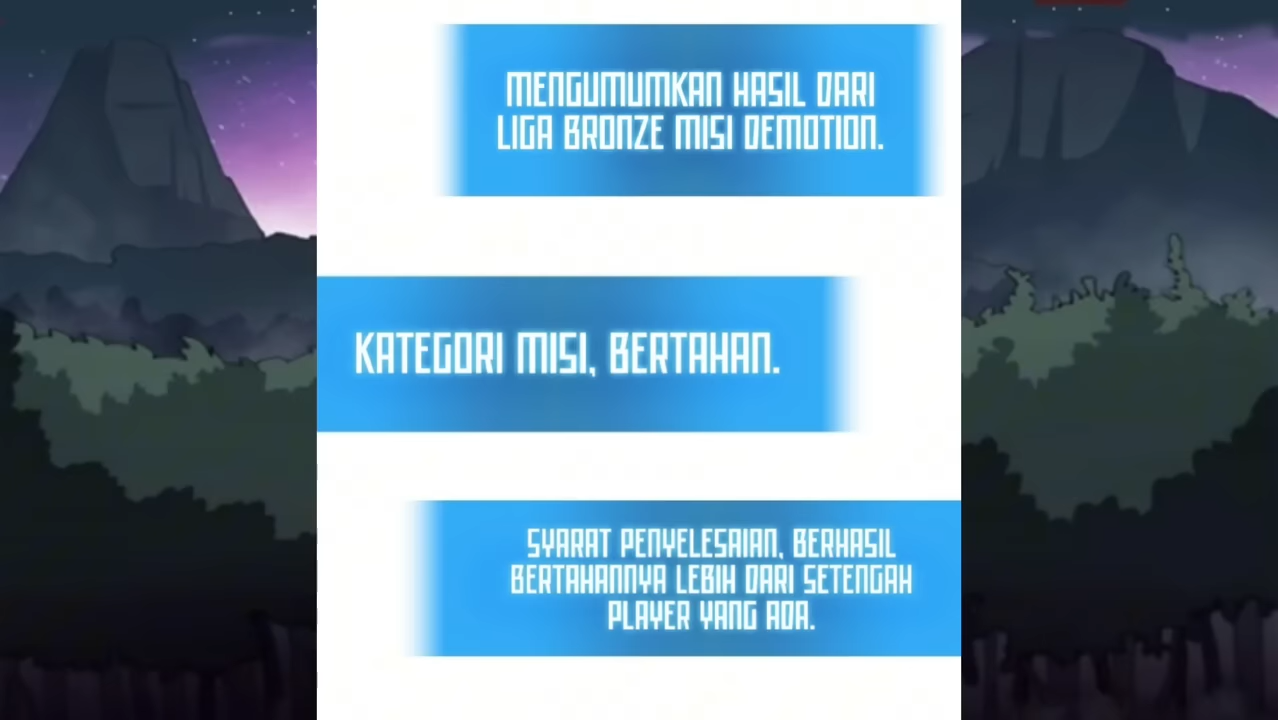 MENGUMUMKAN HASIL DARI
LIGA BRONZE MISI DEMOTION.
KATEGORI MISI, BERTAHAN.
SYARAT PENYELESAIAN, BERHASIL
BERTAHANNYA LEBIH DARI SETENGAH
PLAYER YANG ADA.